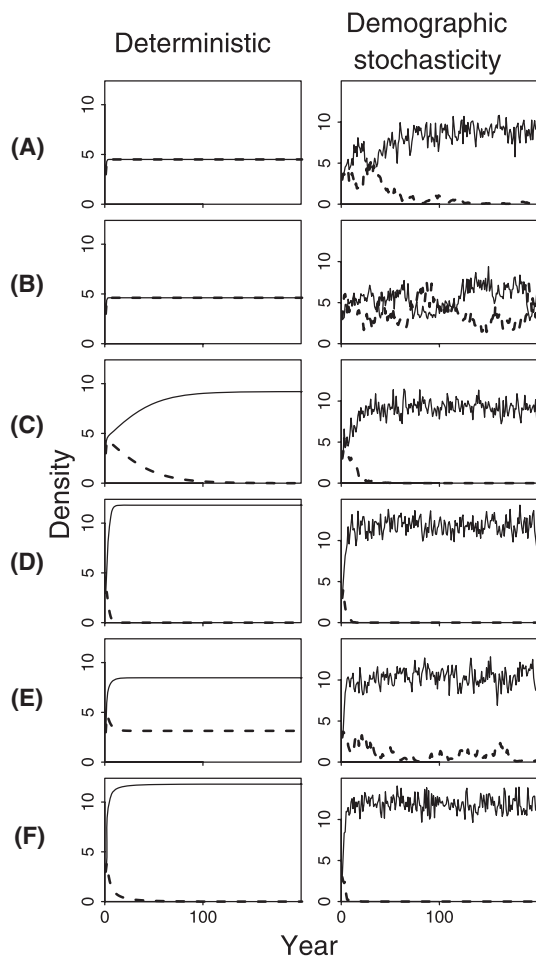 Deterministic
Demographic
stochasticity
(A)
0 5 10
0 5 10
(B)
0 5 10
0 5 10
(C)
0 5 10
0 5 10
Density
(D)
0 5 10
0 5 10
(E)
0 5 10
0 5 10
(F)
0 5 10
0 5 10
0 100
0 100
Year